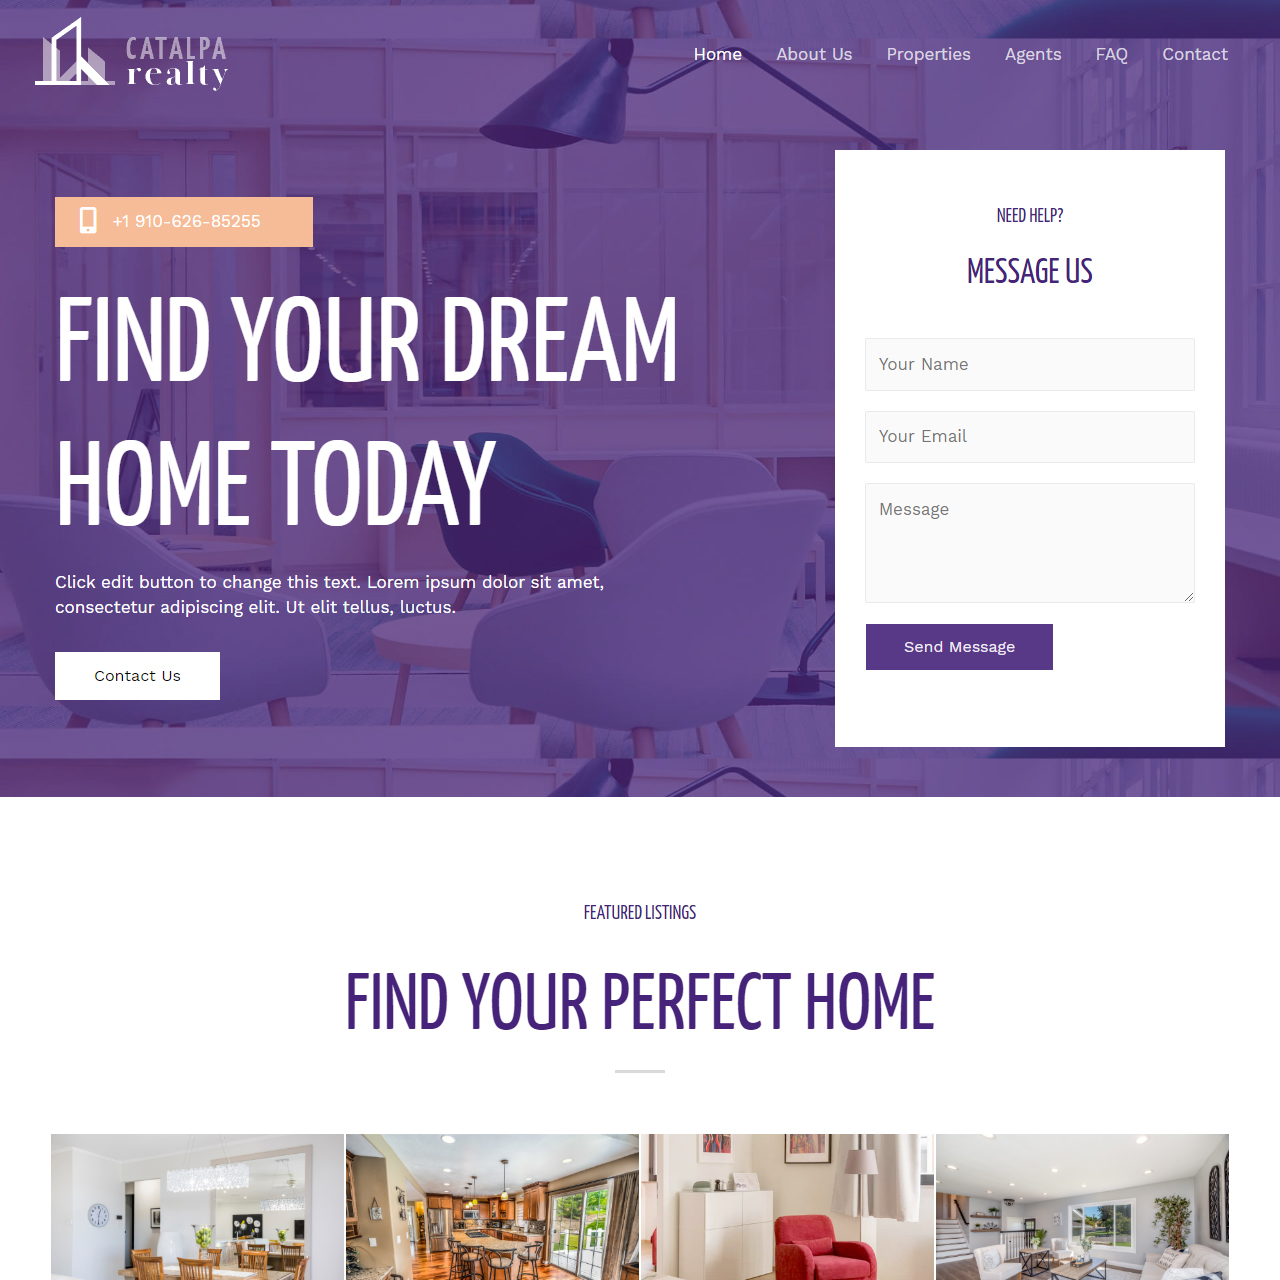 CATALPA
realty
Home About Us Properties Agents FAQ Contact
+1 910-626-85255
FIND YOUR DREAM
HOME TODAY
Click edit button to change this text. Lorem ipsum dolor sit amet,
consectetur adipiscing elit. Ut elit tellus, luctus.
Contact Us
NEED HELP?
MESSAGE US
Your Name
Your Email
Message
Send Message
FEATURED LISTINGS
FIND YOUR PERFECT HOME